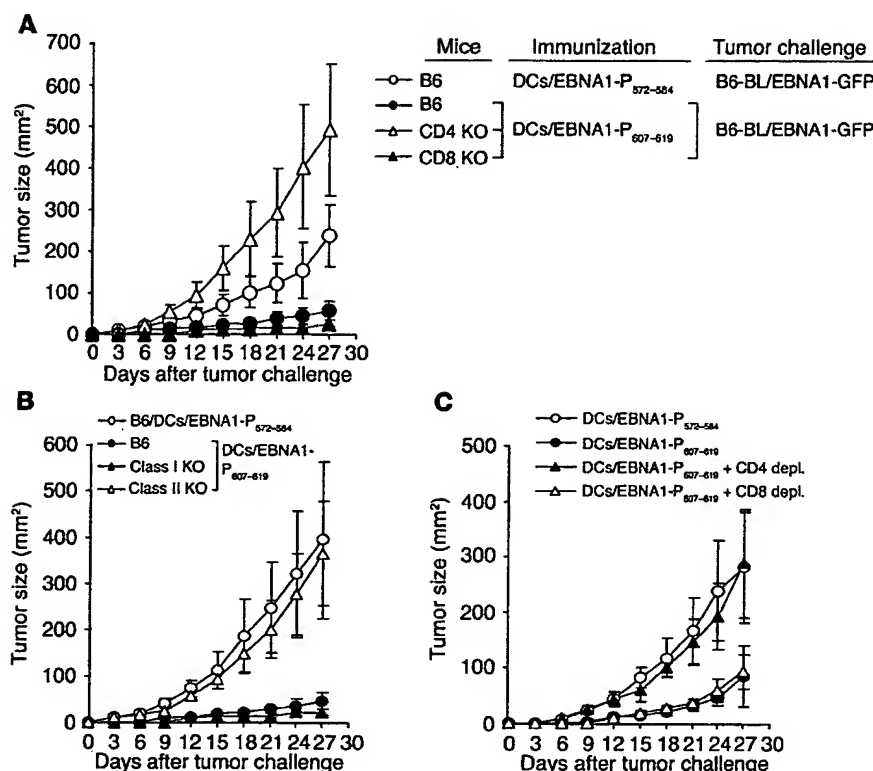 A
Mice Immunization Tumor challenge
B6 DCs/EBNA1-P572–584 B6-BL/EBNA1-GFP
B6
CD4 KO DCs/EBNA1-P607–619 B6-BL/EBNA1-GFP
CD8 KO
Tumor size (mm²)
700
600
500
400
300
200
100
0
0 3 6 9 12 15 18 21 24 27 30
Days after tumor challenge
B
B6/DCs/EBNA1-P572–584
B6
Class I KO
Class II KO
DCs/EBNA1-
P607–619
Tumor size (mm²)
600
500
400
300
200
100
0
0 3 6 9 12 15 18 21 24 27 30
Days after tumor challenge
C
DCs/EBNA1-P572–584
DCs/EBNA1-P607–619
DCs/EBNA1-P607–619 + CD4 depl.
DCs/EBNA1-P607–619 + CD8 depl.
Tumor size (mm²)
500
400
300
200
100
0
0 3 6 9 12 15 18 21 24 27 30
Days after tumor challenge